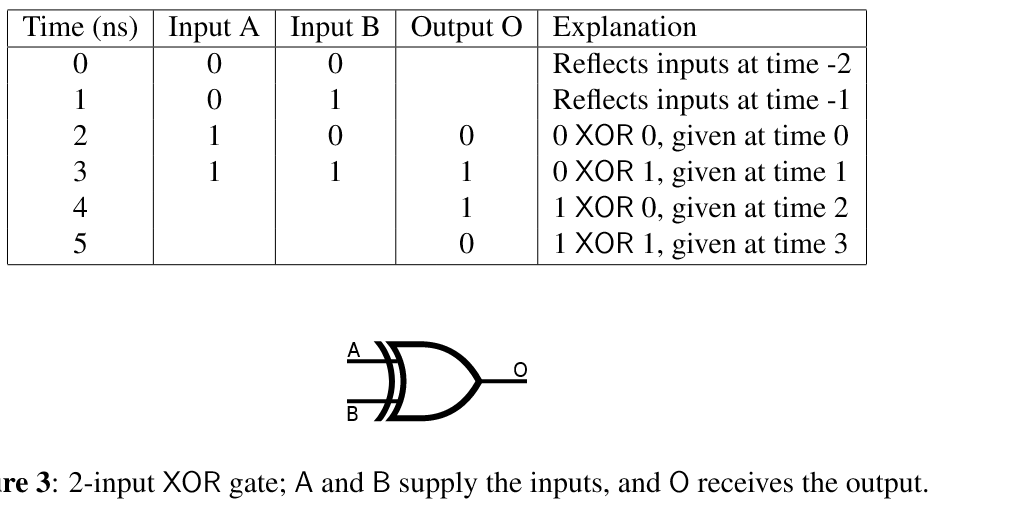 Time (ns) Input A Input B Output O Explanation
0 0 0 Reflects inputs at time -2
1 0 1 Reflects inputs at time -1
2 1 0 0 0 XOR 0, given at time 0
3 1 1 1 0 XOR 1, given at time 1
4 1 1 XOR 0, given at time 2
5 0 1 XOR 1, given at time 3
A
O
B
re 3: 2-input XOR gate; A and B supply the inputs, and O receives the output.